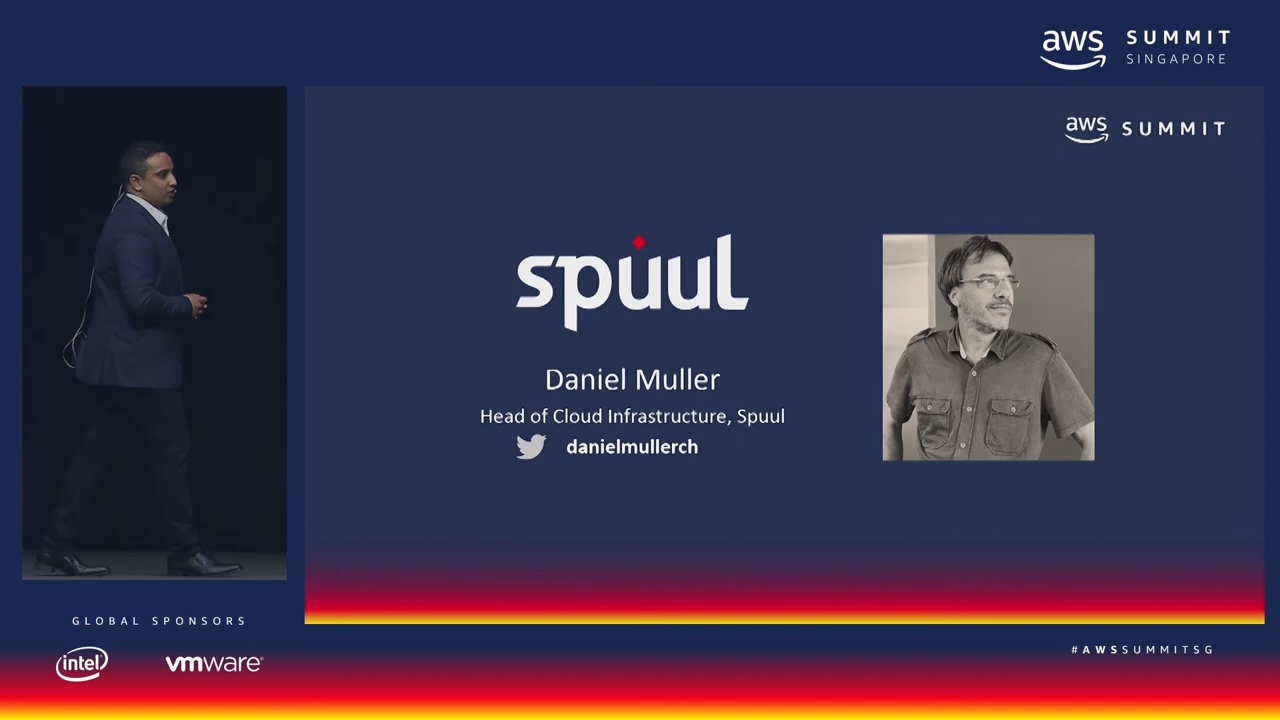 aws SUMMIT
SINGAPORE
aws SUMMIT
spuul
Daniel Muller
Head of Cloud Infrastructure, Spuul
danielmullerch
GLOBAL SPONSORS
intel vmware®
#AWSSUMMITSG